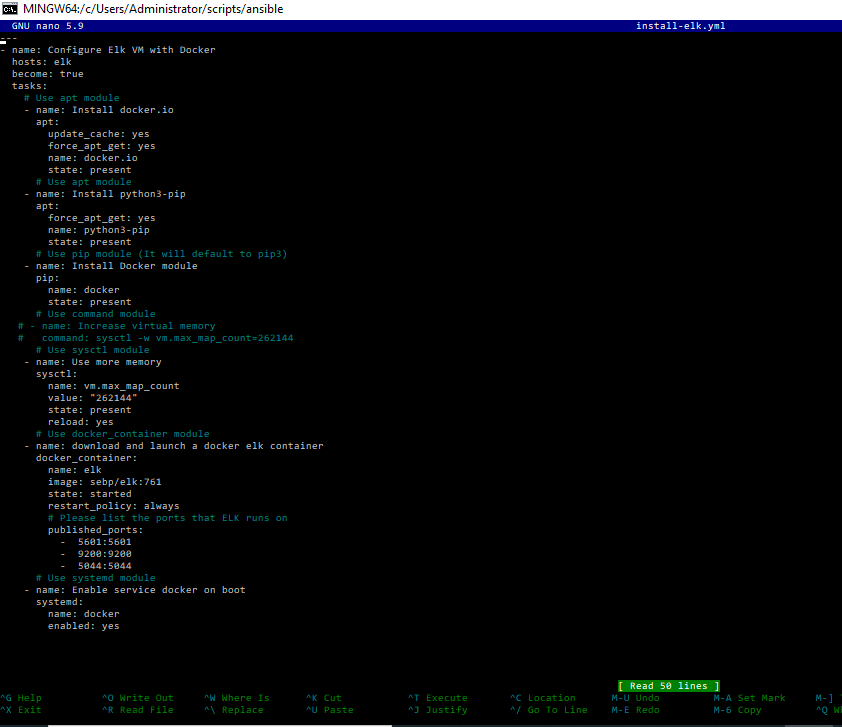 MINGW64:/c/Users/Administrator/scripts/ansible
GNU nano 5.9 install-elk.yml
---
- name: Configure Elk VM with Docker
  hosts: elk
  become: true
  tasks:
    # Use apt module
    - name: Install docker.io
      apt:
        update_cache: yes
        force_apt_get: yes
        name: docker.io
        state: present
      # Use apt module
    - name: Install python3-pip
      apt:
        force_apt_get: yes
        name: python3-pip
        state: present
      # Use pip module (It will default to pip3)
    - name: Install Docker module
      pip:
        name: docker
        state: present
      # Use command module
   # - name: Increase virtual memory
   #   command: sysctl -w vm.max_map_count=262144
      # Use sysctl module
    - name: Use more memory
      sysctl:
        name: vm.max_map_count
        value: "262144"
        state: present
        reload: yes
      # Use docker_container module
    - name: download and launch a docker elk container
      docker_container:
        name: elk
        image: sebp/elk:761
        state: started
        restart_policy: always
        # Please list the ports that ELK runs on
        published_ports:
          -  5601:5601
          -  9200:9200
          -  5044:5044
      # Use systemd module
    - name: Enable service docker on boot
      systemd:
        name: docker
        enabled: yes
[ Read 50 lines ]
^G Help ^O Write Out ^W Where Is ^K Cut ^T Execute ^C Location M-U Undo M-A Set Mark M-]
^X Exit ^R Read File ^\ Replace ^U Paste ^J Justify ^/ Go To Line M-E Redo M-6 Copy ^Q